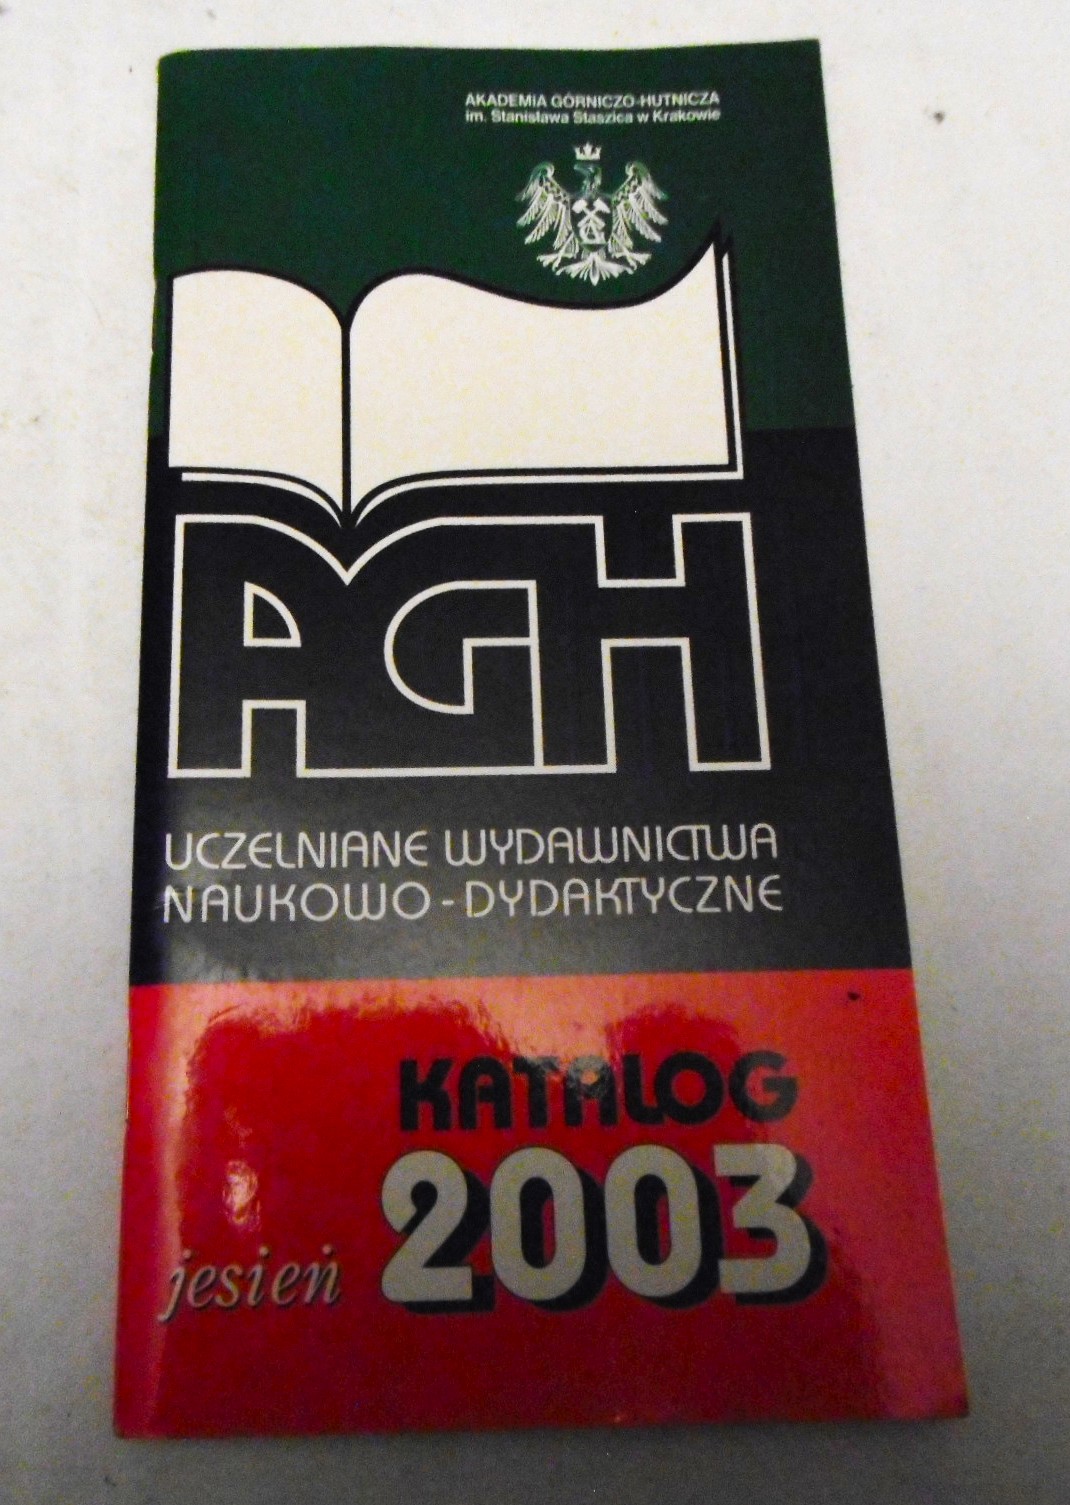 AKADEMIA GÓRNICZO-HUTNICZA
im. Stanisława Staszica w Krakowie
AGH
UCZELNIANE WYDAWNICTWA
NAUKOWO-DYDAKTYCZNE
KATALOG
jesień 2003